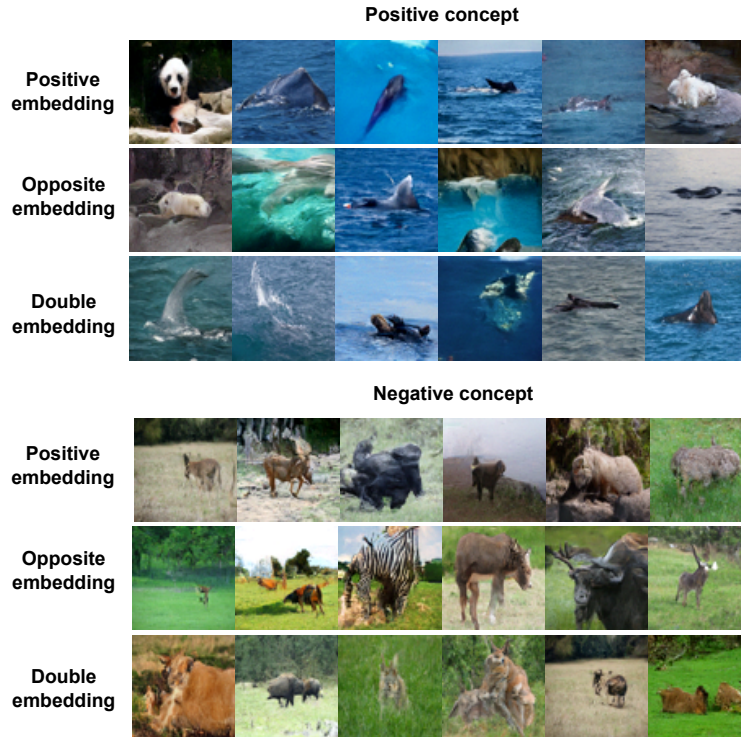 Positive concept
Positive
embedding
Opposite
embedding
Double
embedding
Negative concept
Positive
embedding
Opposite
embedding
Double
embedding